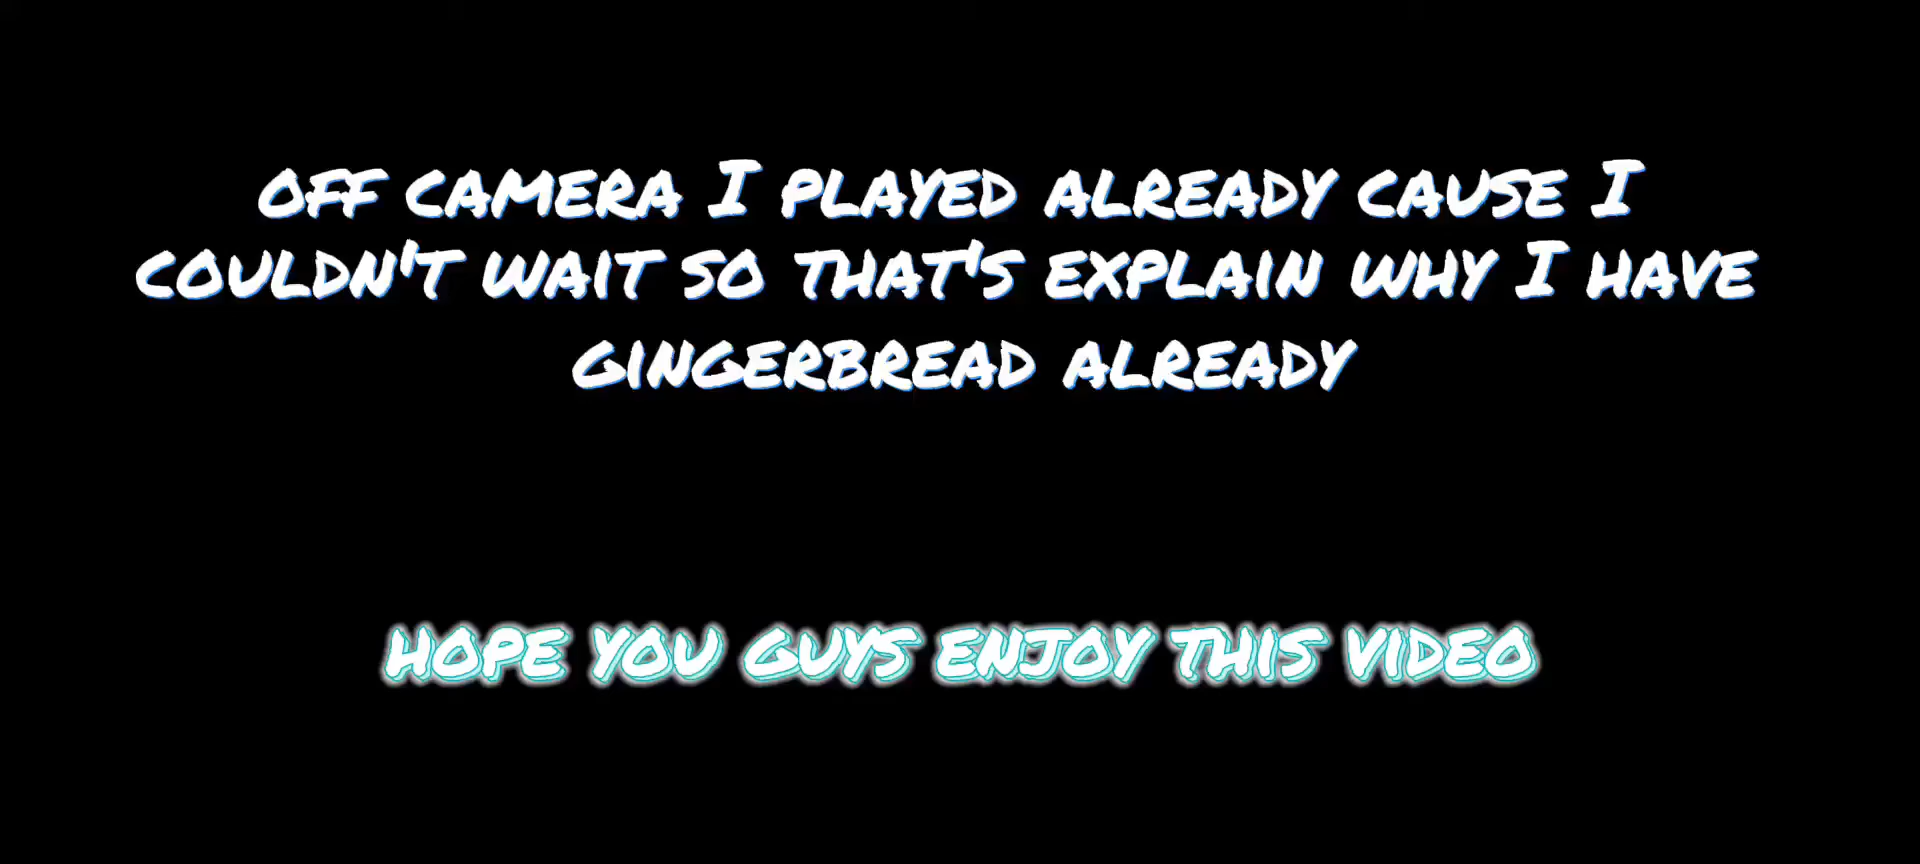 OFF CAMERA I PLAYED ALREADY CAUSE I
COULDN'T WAIT SO THAT'S EXPLAIN WHY I HAVE
GINGERBREAD ALREADY
HOPE YOU GUYS ENJOY THIS VIDEO